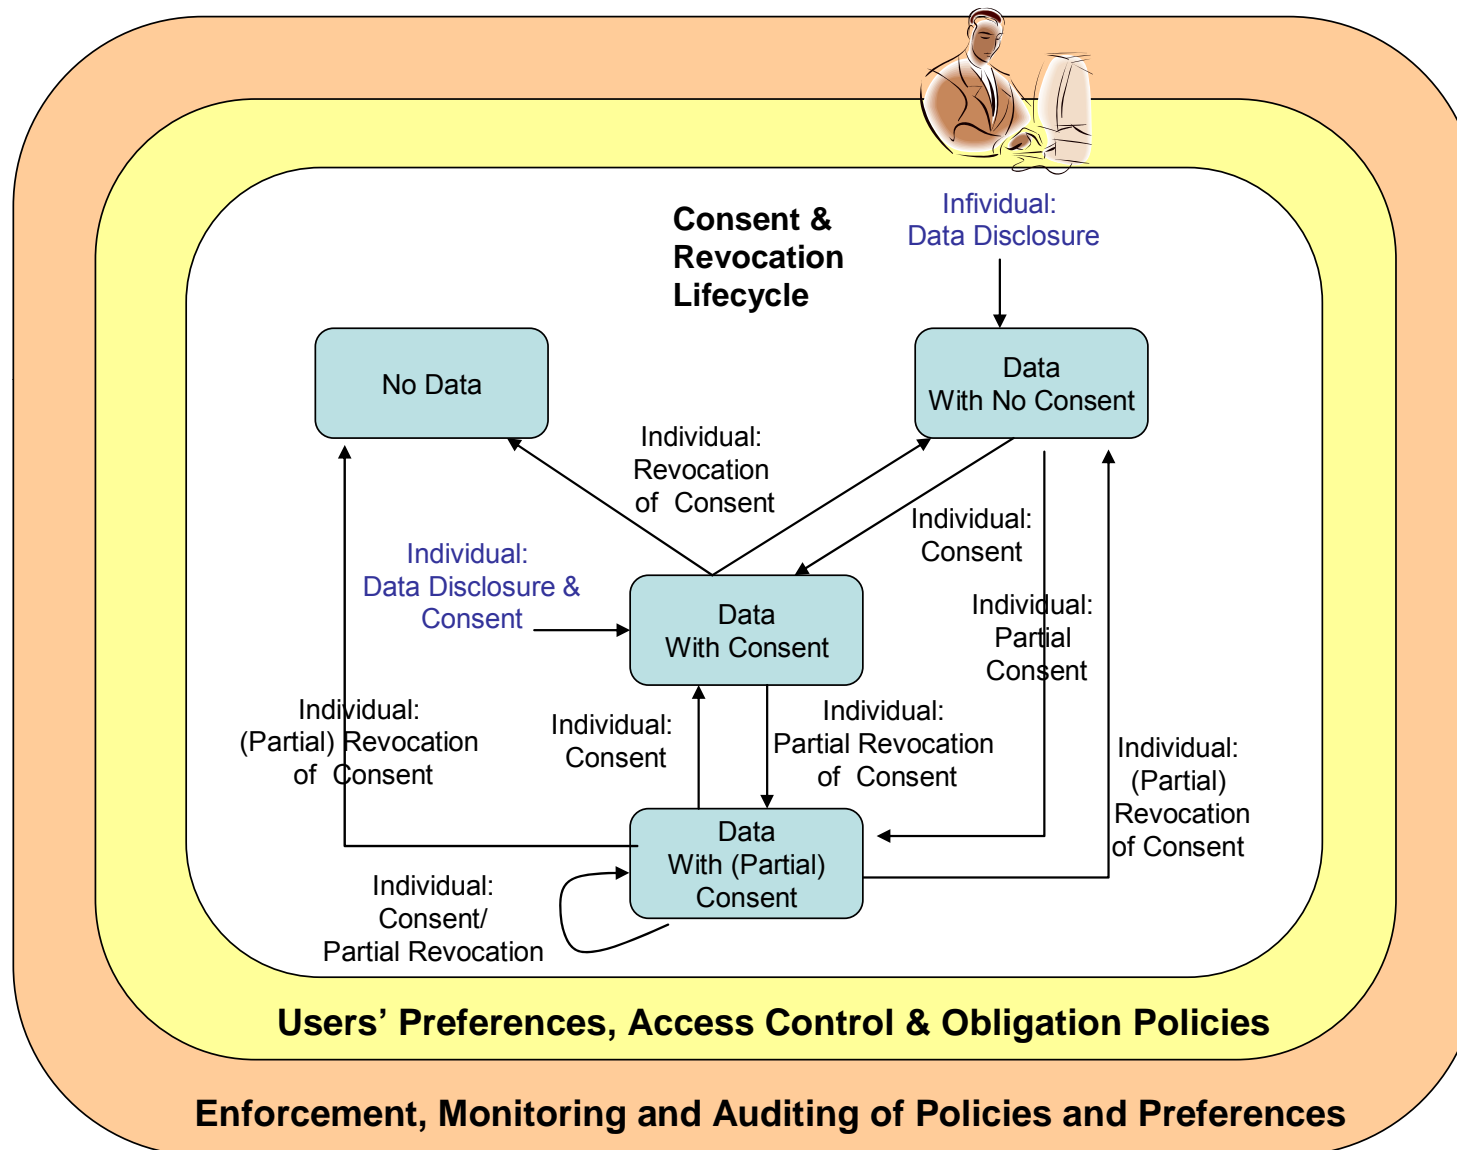 Consent &
Revocation
Lifecycle
Infividual:
Data Disclosure
No Data
Data
With No Consent
Individual:
Revocation
of Consent
Individual:
Consent
Individual:
Data Disclosure &
Consent
Data
With Consent
Individual:
Partial
Consent
Individual:
(Partial) Revocation
of Consent
Individual:
Consent
Individual:
Partial Revocation
of Consent
Individual:
(Partial)
Revocation
of Consent
Data
With (Partial)
Consent
Individual:
Consent/
Partial Revocation
Users’ Preferences, Access Control & Obligation Policies
Enforcement, Monitoring and Auditing of Policies and Preferences